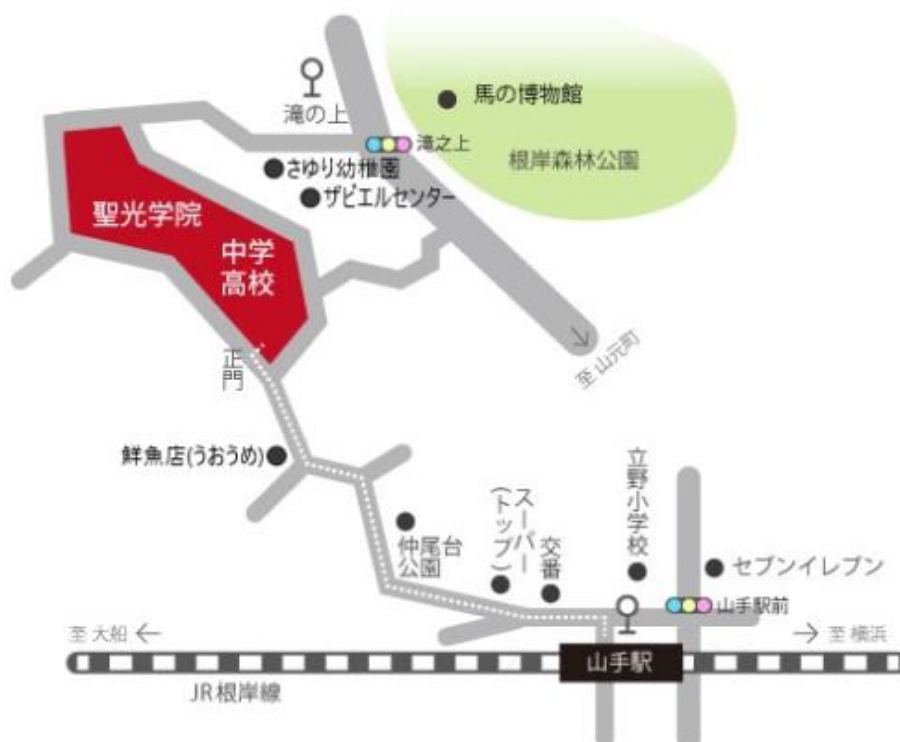 馬の博物館
滝の上
滝之上
根岸森林公園
さゆり幼稚園
ザビエルセンター
聖光学院
中学
高校
至 山元町
正門
鮮魚店(うおうめ)
立野小学校
スーパー
(トップ)
交番
仲尾台
公園
セブンイレブン
山手駅前
至 大船
至 横浜
山手駅
JR根岸線